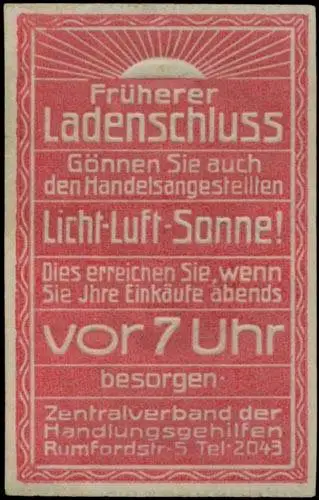 Früherer
Ladenschluss
Gönnen Sie auch
den Handelsangestellten
Licht-Luft-Sonne!
Dies erreichen Sie, wenn
Sie Jhre Einkäufe abends
vor 7 Uhr
besorgen·
Zentralverband der
Handlungsgehilfen
Rumfordstr·5 Tel·2043